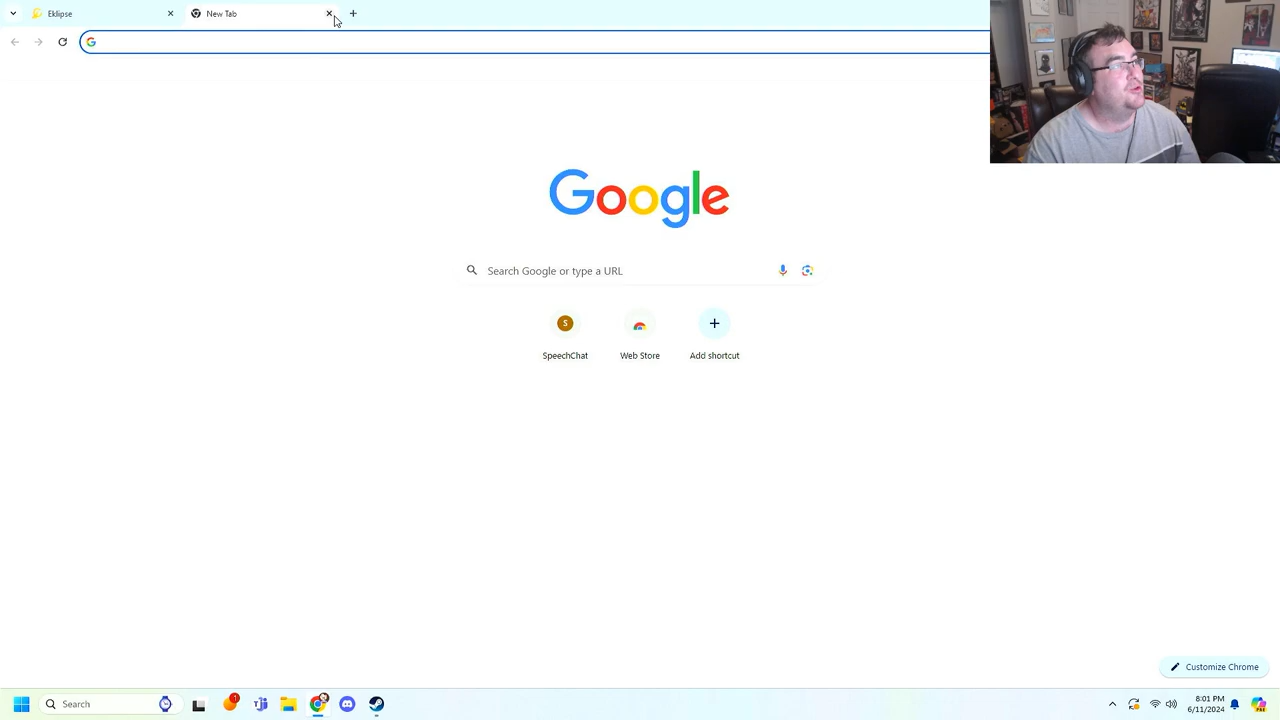 Eklipse
New Tab
Google
Search Google or type a URL
S
SpeechChat
Web Store
Add shortcut
Customize Chrome
Search
1
8:01 PM
6/11/2024